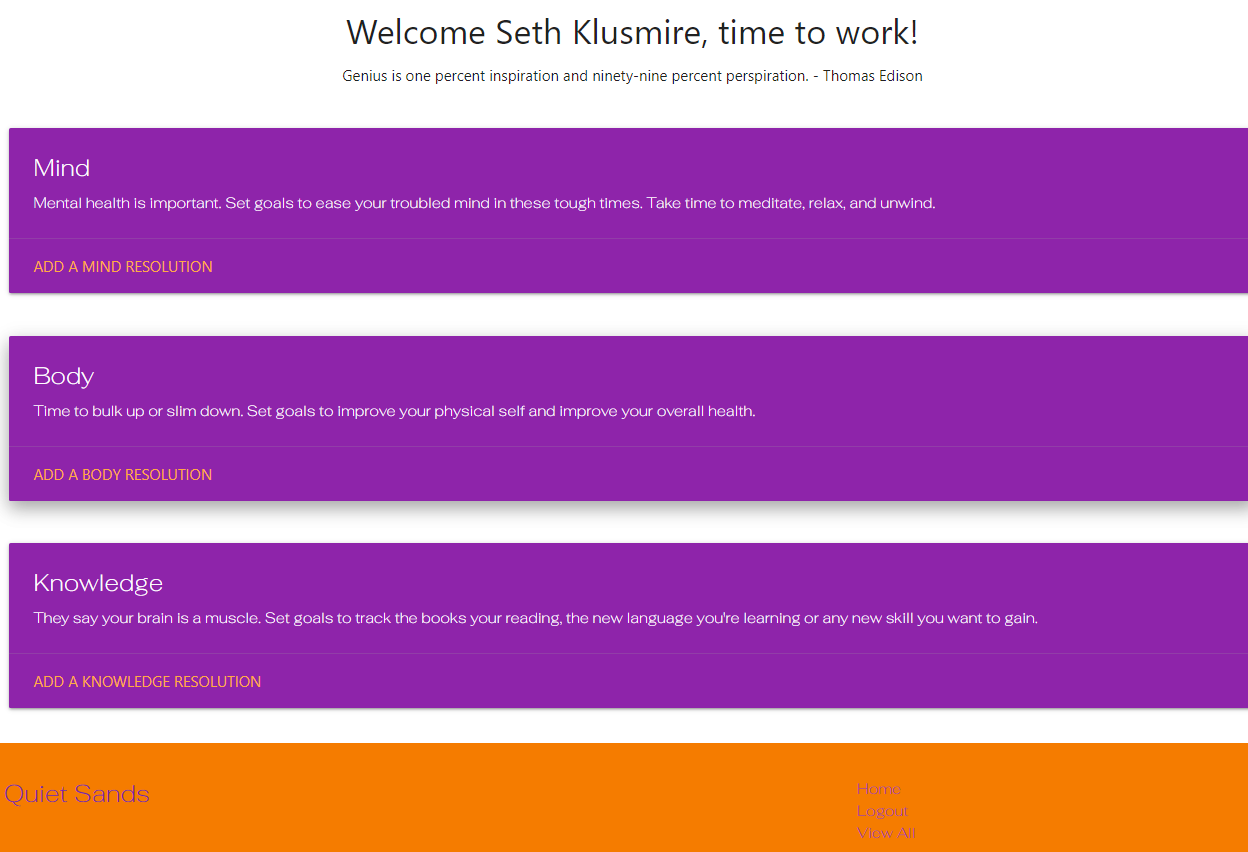 Welcome Seth Klusmire, time to work!
Genius is one percent inspiration and ninety-nine percent perspiration. - Thomas Edison
Mind
Mental health is important. Set goals to ease your troubled mind in these tough times. Take time to meditate, relax, and unwind.
ADD A MIND RESOLUTION
Body
Time to bulk up or slim down. Set goals to improve your physical self and improve your overall health.
ADD A BODY RESOLUTION
Knowledge
They say your brain is a muscle. Set goals to track the books your reading, the new language you're learning or any new skill you want to gain.
ADD A KNOWLEDGE RESOLUTION
Quiet Sands
Home
Logout
View All